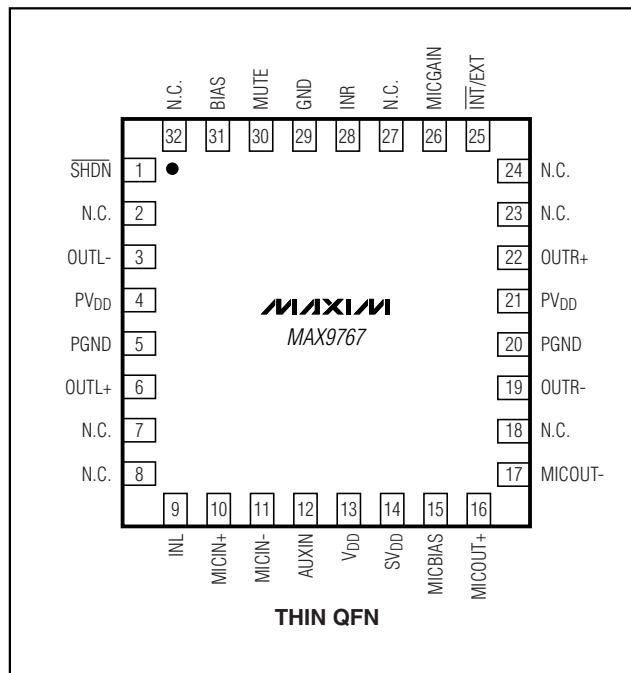 N.C. BIAS MUTE GND INR N.C. MICGAIN I̅N̅T̅/EXT
32 31 30 29 28 27 26 25
S̅H̅D̅N̅ 1 24 N.C.
N.C. 2 23 N.C.
OUTL- 3 22 OUTR+
PVDD 4 21 PVDD
MAXIM
MAX9767
PGND 5 20 PGND
OUTL+ 6 19 OUTR-
N.C. 7 18 N.C.
N.C. 8 17 MICOUT-
9 10 11 12 13 14 15 16
INL MICIN+ MICIN- AUXIN VDD SVDD MICBIAS MICOUT+
THIN QFN